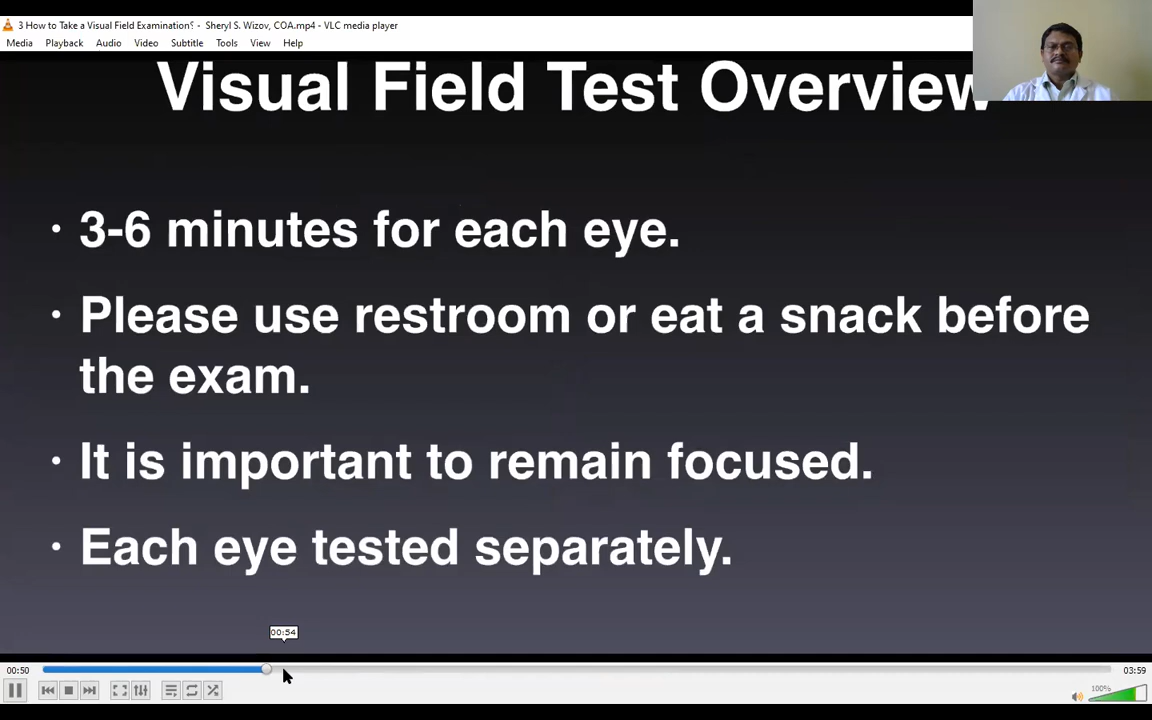 3 How to Take a Visual Field Examination? - Sheryl S. Wizov, COA.mp4 - VLC media player
Media Playback Audio Video Subtitle Tools View Help
Visual Field Test Overview
· 3-6 minutes for each eye.
· Please use restroom or eat a snack before
the exam.
· It is important to remain focused.
· Each eye tested separately.
00:54
00:50
03:59
100%